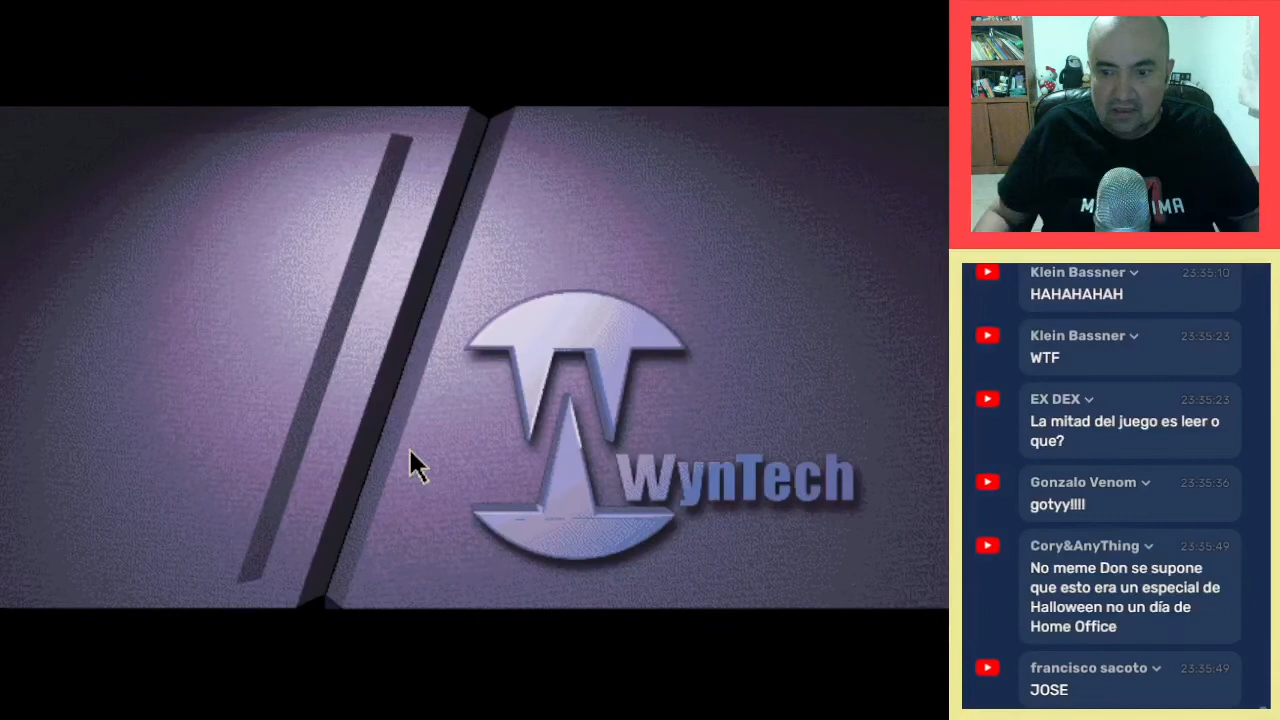 WynTech
Klein Bassner
23:35:10
HAHAHAHAH
Klein Bassner
23:35:23
WTF
EX DEX
23:35:23
La mitad del juego es leer o
que?
Gonzalo Venom
23:35:36
gotyy!!!!
Cory&AnyThing
23:35:49
No meme Don se supone
que esto era un especial de
Halloween no un día de
Home Office
francisco sacoto
23:35:49
JOSE